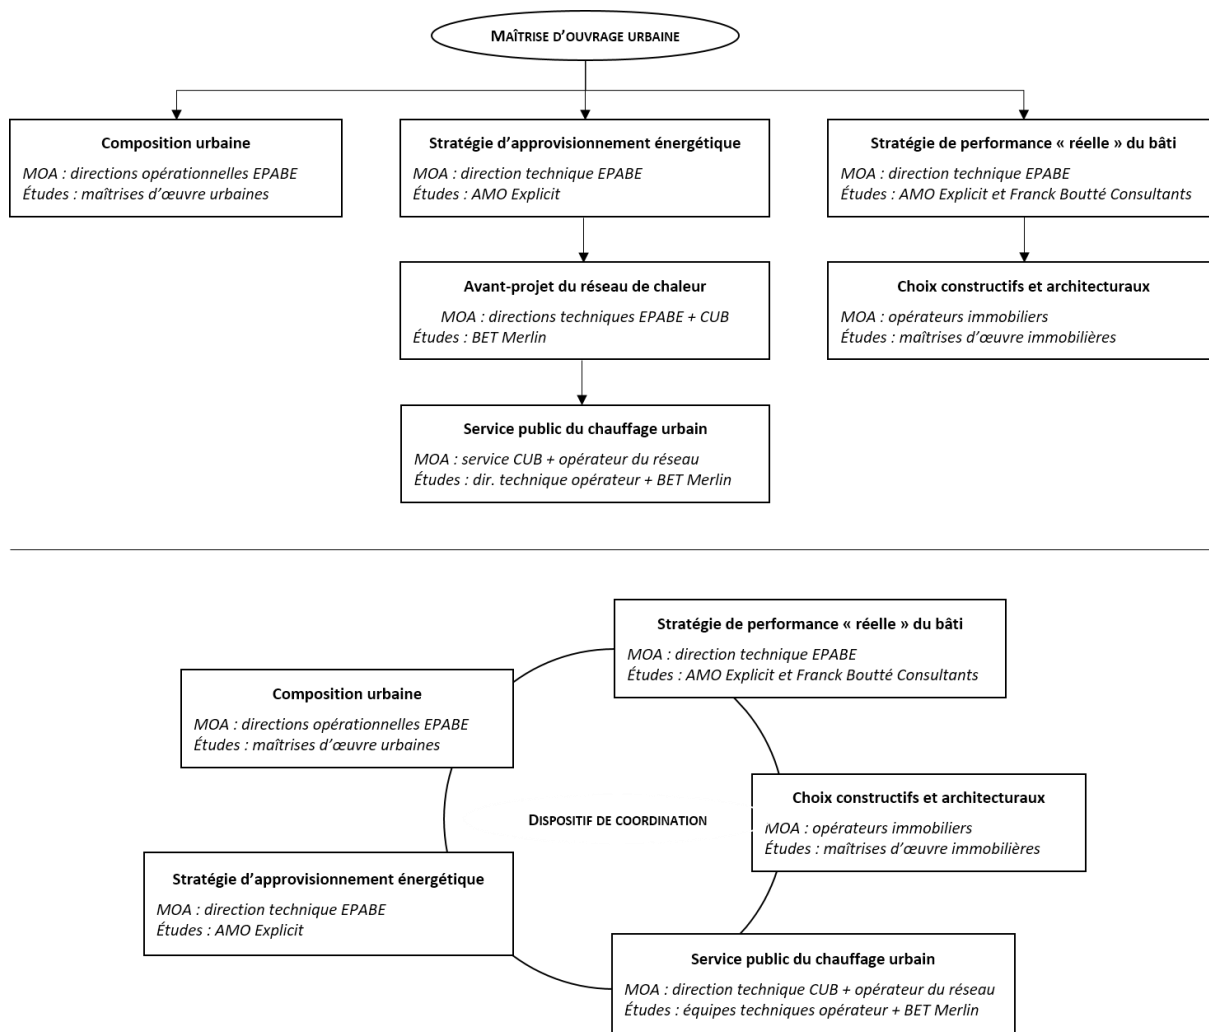 MAÎTRISE D’OUVRAGE URBAINE
Composition urbaine
MOA : directions opérationnelles EPABE
Études : maîtrises d’œuvre urbaines
Stratégie d’approvisionnement énergétique
MOA : direction technique EPABE
Études : AMO Explicit
Stratégie de performance « réelle » du bâti
MOA : direction technique EPABE
Études : AMO Explicit et Franck Boutté Consultants
Avant-projet du réseau de chaleur
MOA : directions techniques EPABE + CUB
Études : BET Merlin
Choix constructifs et architecturaux
MOA : opérateurs immobiliers
Études : maîtrises d’œuvre immobilières
Service public du chauffage urbain
MOA : service CUB + opérateur du réseau
Études : dir. technique opérateur + BET Merlin
Stratégie de performance « réelle » du bâti
MOA : direction technique EPABE
Études : AMO Explicit et Franck Boutté Consultants
Composition urbaine
MOA : directions opérationnelles EPABE
Études : maîtrises d’œuvre urbaines
DISPOSITIF DE COORDINATION
Choix constructifs et architecturaux
MOA : opérateurs immobiliers
Études : maîtrises d’œuvre immobilières
Stratégie d’approvisionnement énergétique
MOA : direction technique EPABE
Études : AMO Explicit
Service public du chauffage urbain
MOA : direction technique CUB + opérateur du réseau
Études : équipes techniques opérateur + BET Merlin